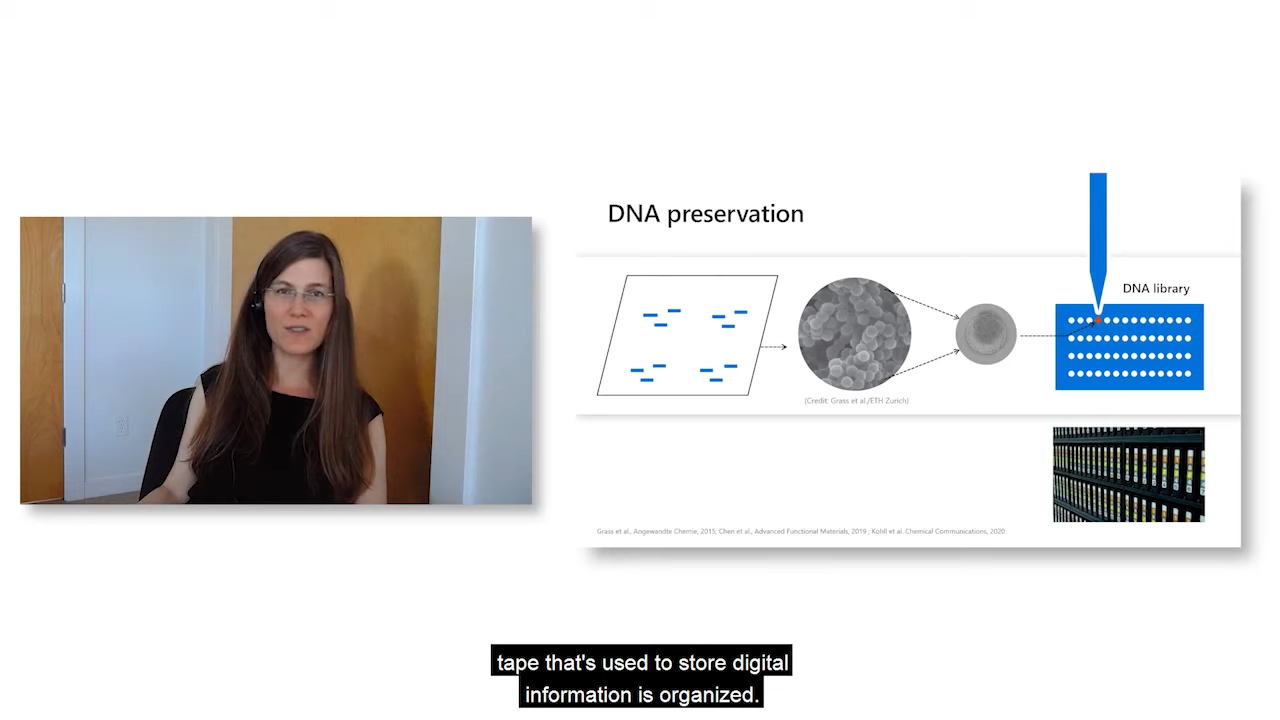 DNA preservation
DNA library
(Credit: Grass et al./ETH Zurich)
Grass et al., Angewandte Chemie, 2015; Chen et al., Advanced Functional Materials, 2019 ; Kohll et al. Chemical Communications, 2020
tape that's used to store digital
information is organized.